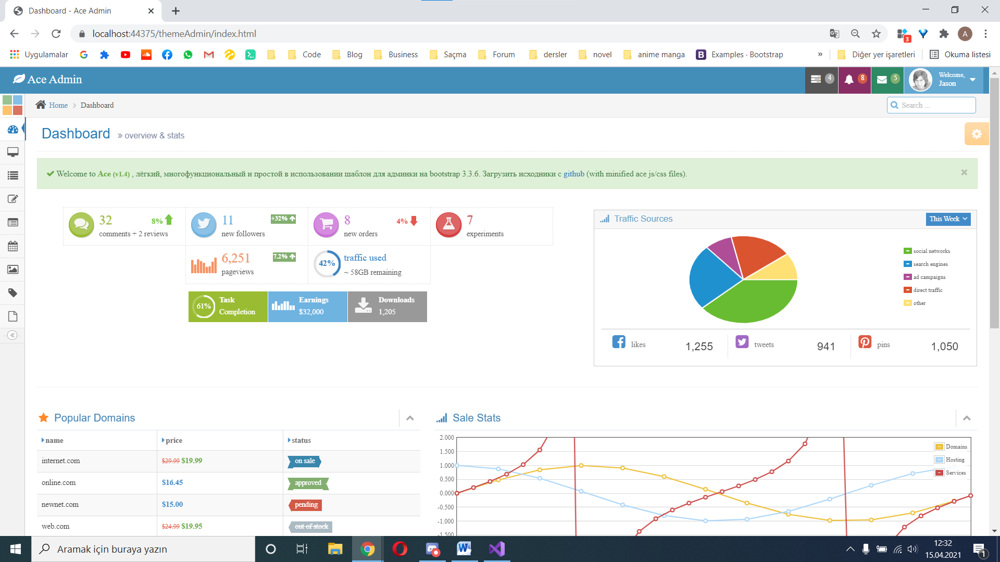 Dashboard - Ace Admin
localhost:44375/themeAdmin/index.html
3
A
Uygulamalar
Code
Blog
Business
Saçma
Forum
dersler
novel
anime manga
B
Examples · Bootstrap
»
Diğer yer işaretleri
Okuma listesi
Ace Admin
4
8
5
Welcome,
Jason
Home
Dashboard
Search ...
Dashboard
» overview & stats
Welcome to Ace (v1.4) , лёгкий, многофункциональный и простой в использовании шаблон для админки на bootstrap 3.3.6. Загрузить исходники с github (with minified ace js/css files).
32
8%
comments + 2 reviews
11
+32%
new followers
8
4%
new orders
7
experiments
6,251
7.2%
pageviews
42%
traffic used
~ 58GB remaining
61%
Task
Completion
Earnings
$32,000
Downloads
1,205
Traffic Sources
This Week
social networks
search engines
ad campaigns
direct traffic
other
likes
1,255
tweets
941
pins
1,050
Popular Domains
name
price
status
internet.com
$29.99 $19.99
on sale
online.com
$16.45
approved
newnet.com
$15.00
pending
web.com
$24.99 $19.95
out of stock
Sale Stats
2.000
1.500
1.000
0.500
0.000
-0.500
-1.000
-1.500
Domains
Hosting
Services
Aramak için buraya yazın
12:32
15.04.2021
1